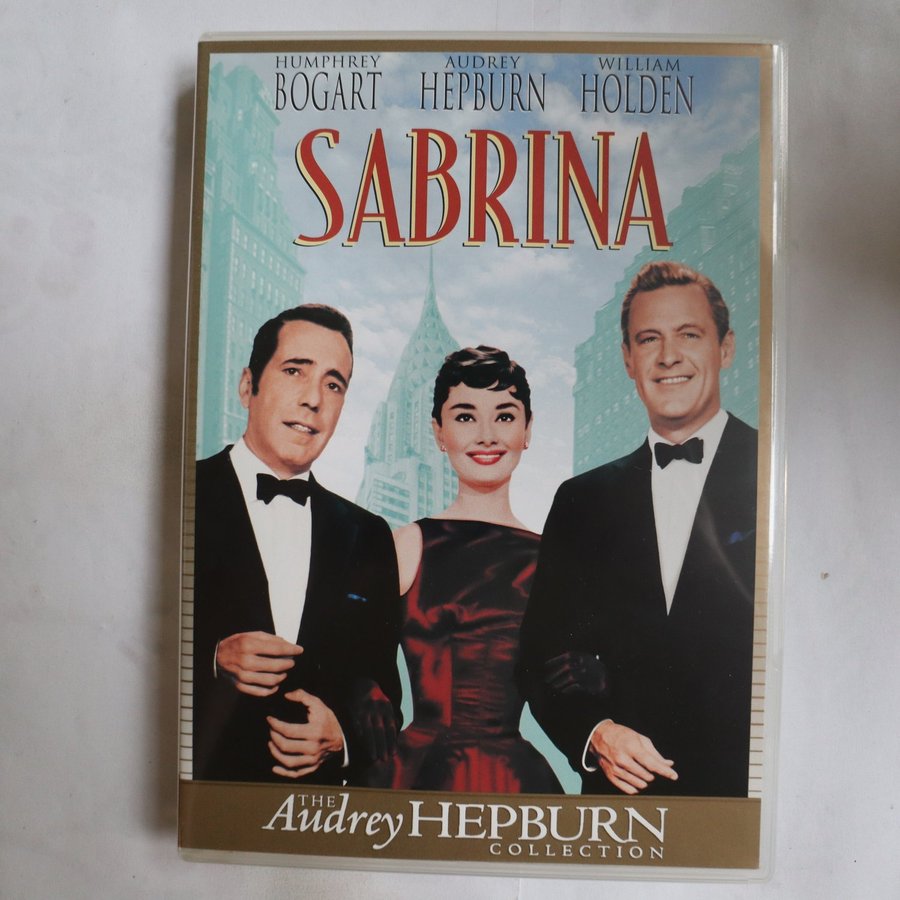 HUMPHREY AUDREY WILLIAM
BOGART HEPBURN HOLDEN
SABRINA
THE
Audrey HEPBURN
COLLECTION